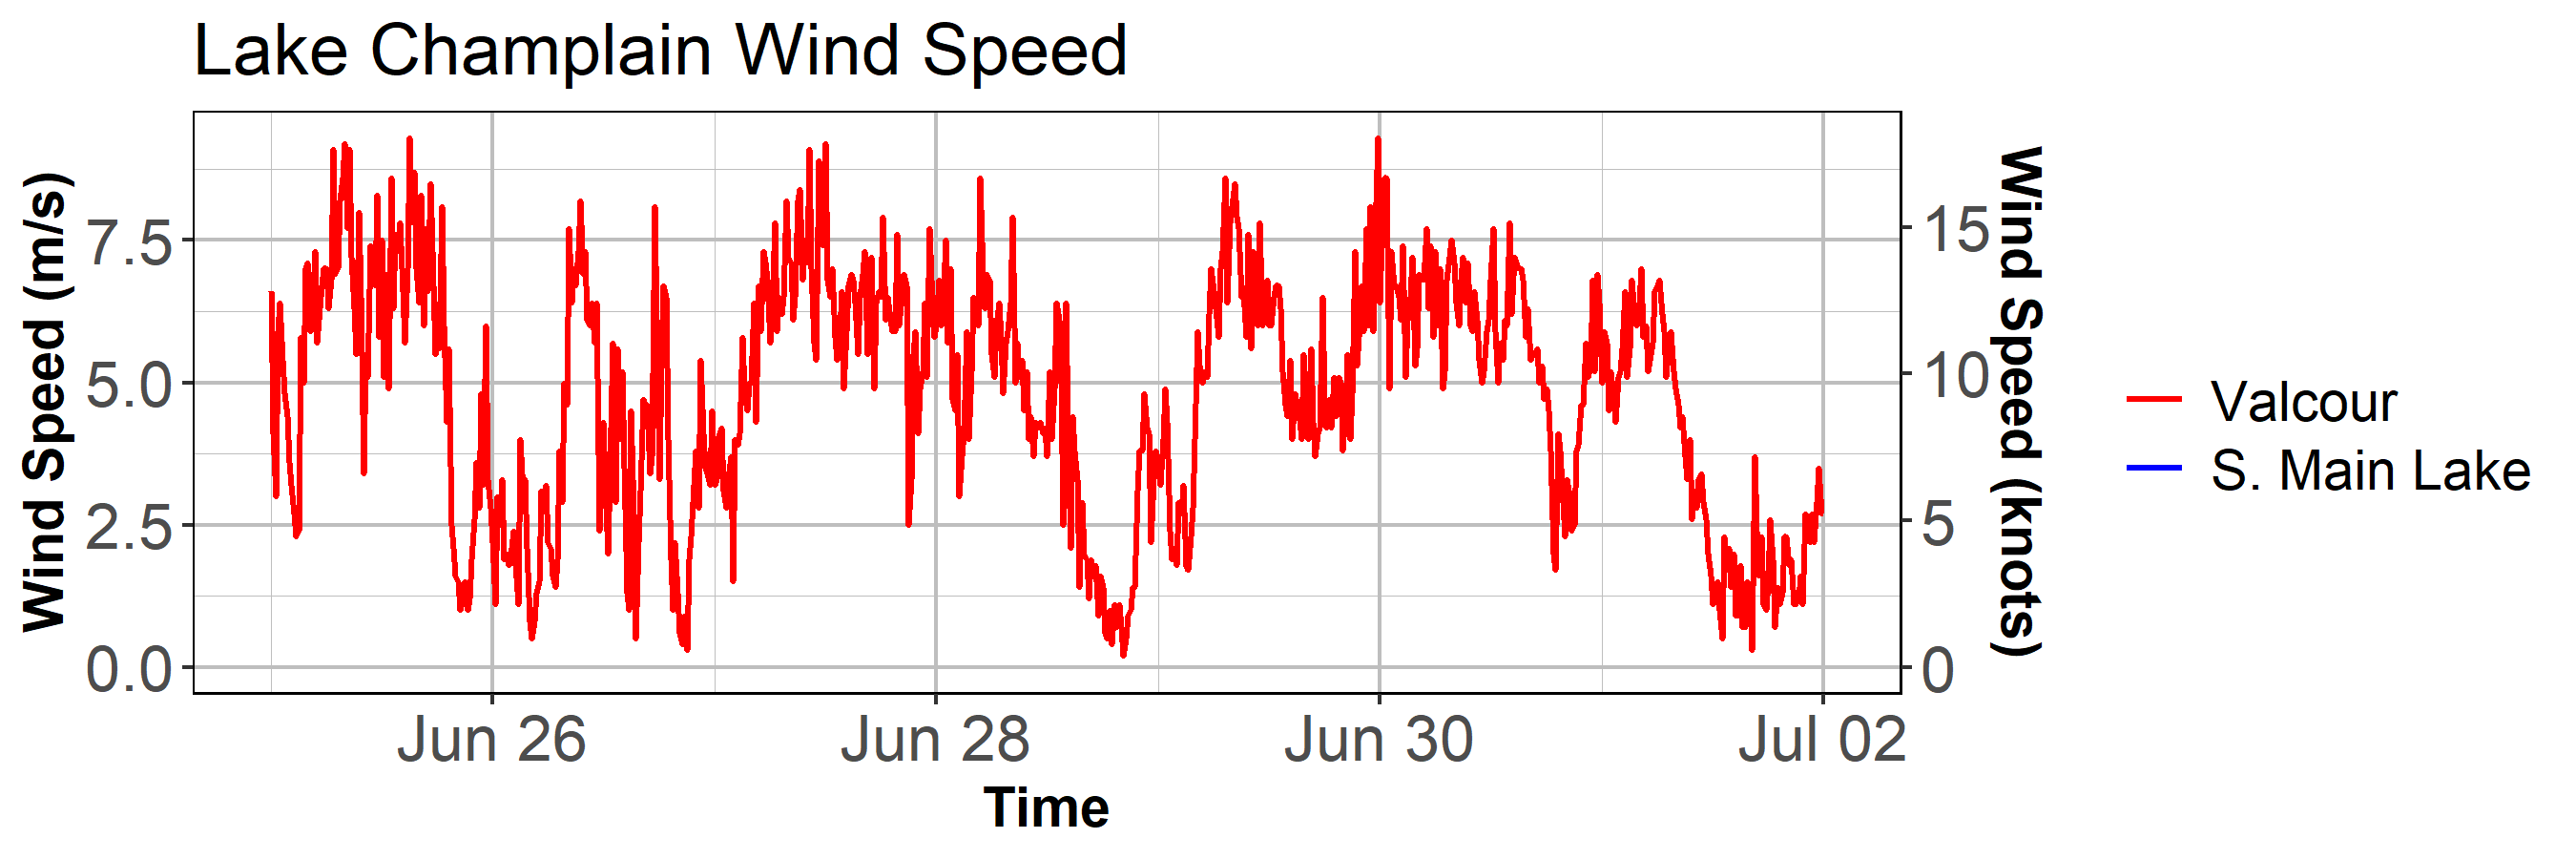 Lake Champlain Wind Speed
Wind Speed (m/s)
7.5
5.0
2.5
0.0
15
10
5
0
Wind Speed (knots)
Valcour
S. Main Lake
Jun 26
Jun 28
Jun 30
Jul 02
Time